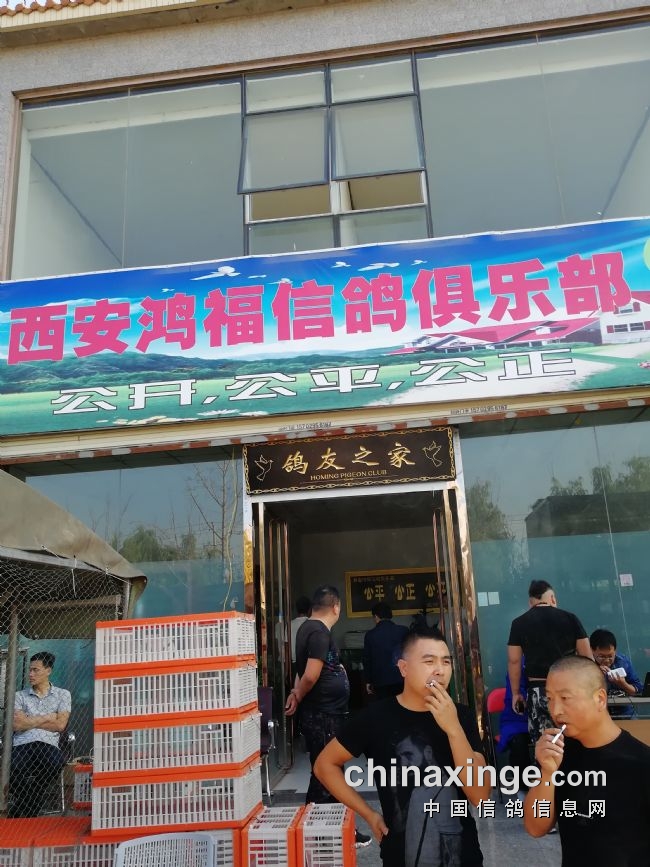 西安鸿福信鸽俱乐部
公开,公平,公正
鸽友之家
HOMING PIGEON CLUB
公平 公正 公
chinaxinge.com
中国信鸽信息网